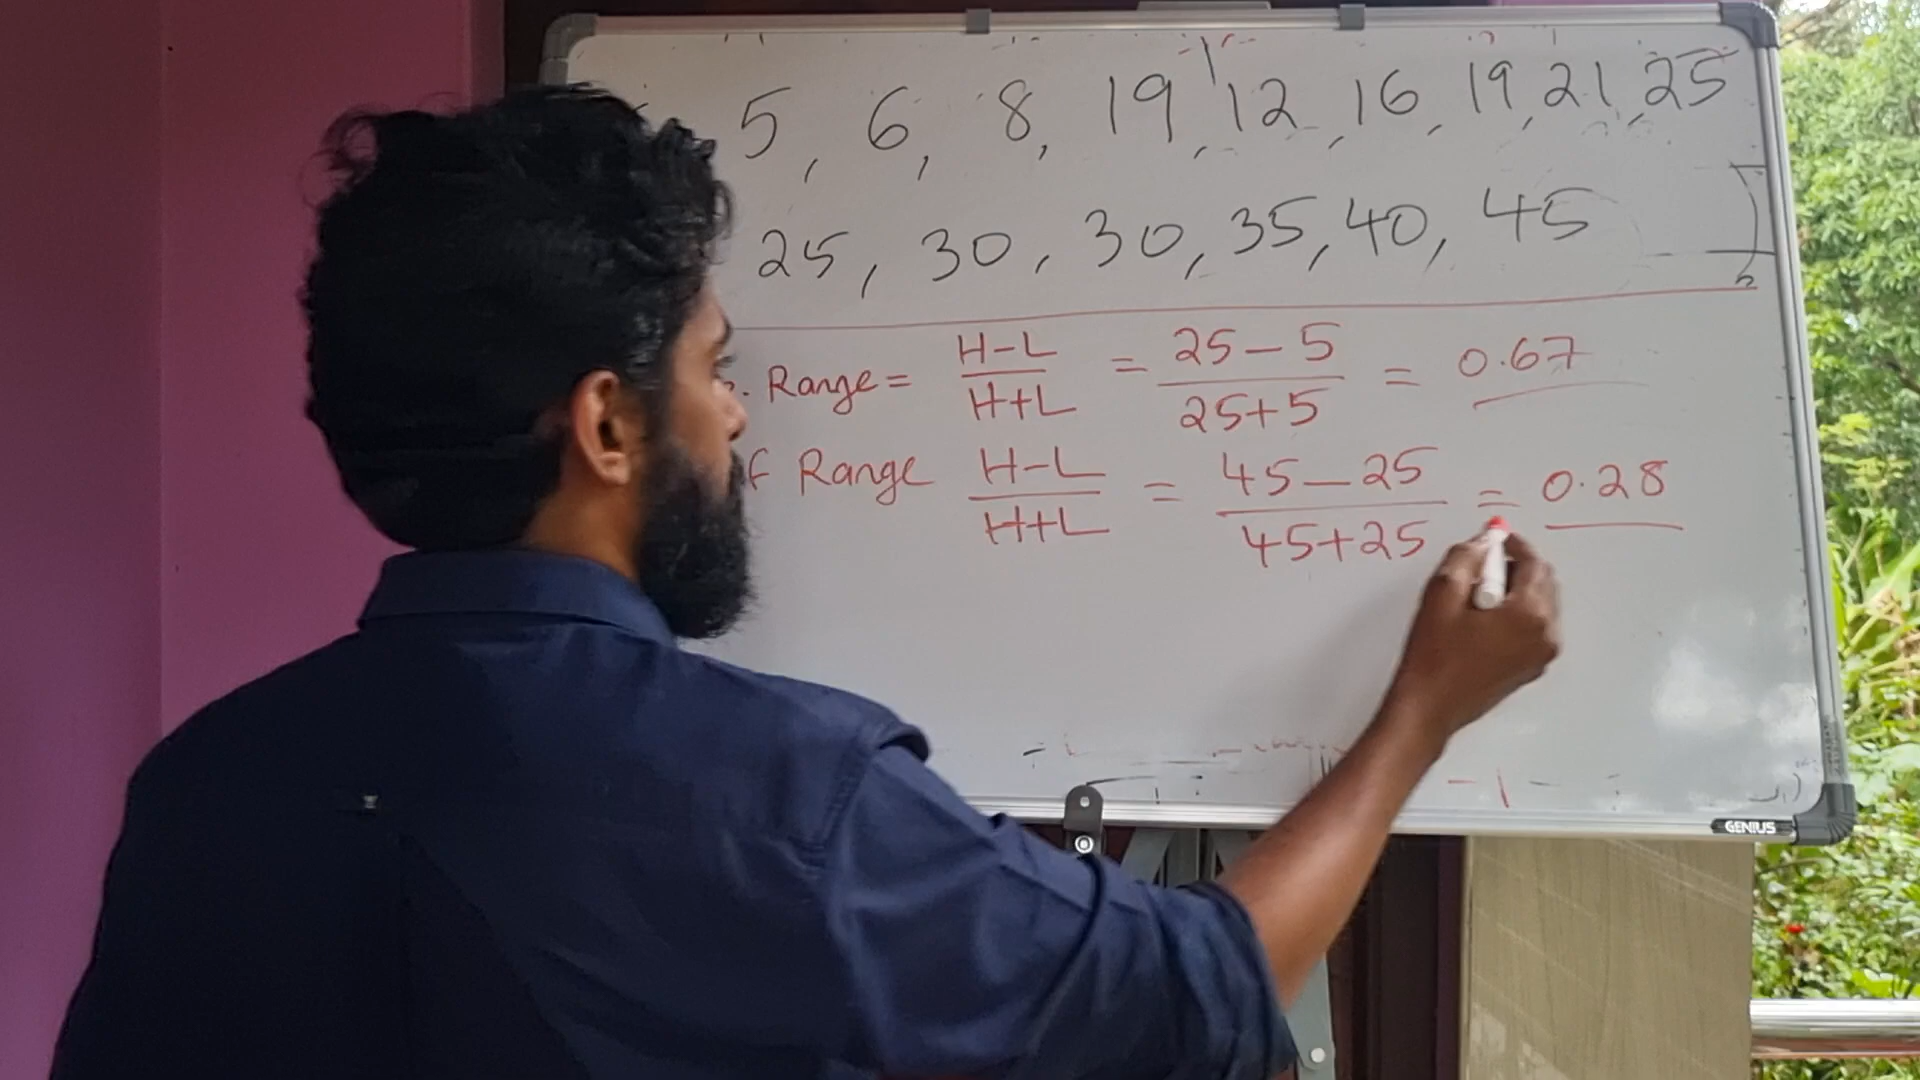 5, 6, 8, 19, 12, 16, 19, 21, 25
25, 30, 30, 35, 40, 45
. Range = H-L / H+L = 25-5 / 25+5 = 0.67
f Range H-L / H+L = 45-25 / 45+25 = 0.28
GENIUS